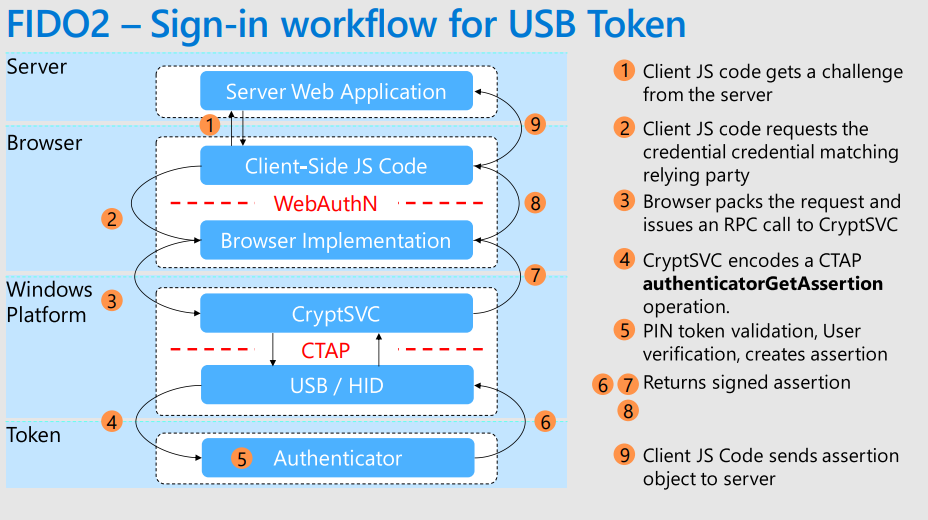 FIDO2 – Sign-in workflow for USB Token
Server
Server Web Application
1
9
Browser
Client-Side JS Code
WebAuthN
2
8
Browser Implementation
7
Windows
Platform
3
CryptSVC
CTAP
USB / HID
4
6
Token
5 Authenticator
1 Client JS code gets a challenge
from the server
2 Client JS code requests the
credential credential matching
relying party
3 Browser packs the request and
issues an RPC call to CryptSVC
4 CryptSVC encodes a CTAP
authenticatorGetAssertion
operation.
5 PIN token validation, User
verification, creates assertion
6 7 Returns signed assertion
8
9 Client JS Code sends assertion
object to server